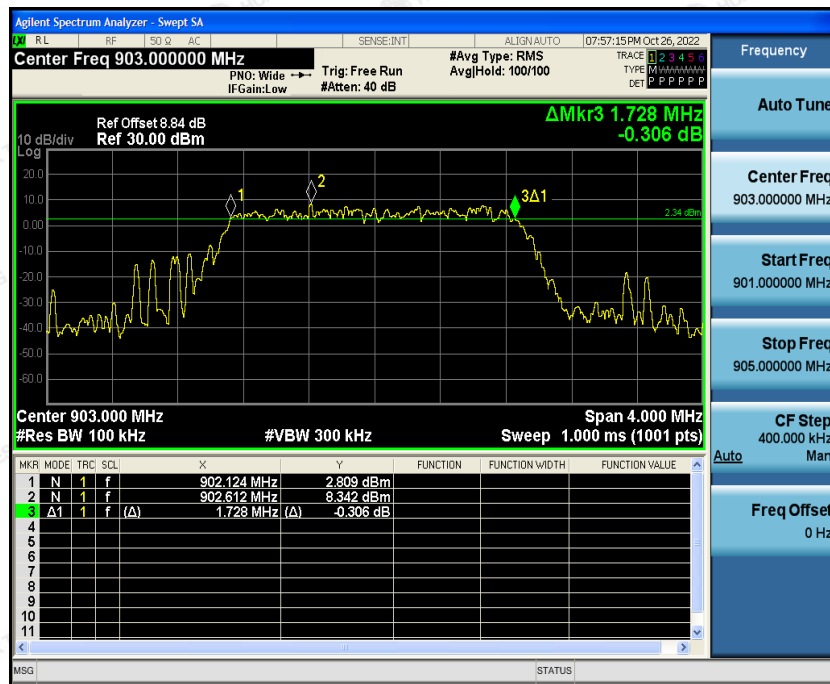 Agilent Spectrum Analyzer - Swept SA
LXI RL RF 50 Ω AC SENSE:INT ALIGN AUTO 07:57:15 PM Oct 26, 2022
Center Freq 903.000000 MHz #Avg Type: RMS TRACE 1 2 3 4 5 6
PNO: Wide Trig: Free Run Avg|Hold: 100/100 TYPE M WWWWW
IFGain:Low #Atten: 40 dB DET P P P P P P
ΔMkr3 1.728 MHz
-0.306 dB
Ref Offset 8.84 dB
10 dB/div Ref 30.00 dBm
Log
20.0
10.0
0.00
-10.0
-20.0
-30.0
-40.0
-50.0
-60.0
1
2
3Δ1
2.34 dBm
Center 903.000 MHz Span 4.000 MHz
#Res BW 100 kHz #VBW 300 kHz Sweep 1.000 ms (1001 pts)
MKR MODE TRC SCL X Y FUNCTION FUNCTION WIDTH FUNCTION VALUE
1 N 1 f 902.124 MHz 2.809 dBm
2 N 1 f 902.612 MHz 8.342 dBm
3 Δ1 1 f (Δ) 1.728 MHz (Δ) -0.306 dB
4
5
6
7
8
9
10
11
MSG STATUS
Frequency
Auto Tune
Center Freq
903.000000 MHz
Start Freq
901.000000 MHz
Stop Freq
905.000000 MHz
CF Step
400.000 kHz
Auto Man
Freq Offset
0 Hz